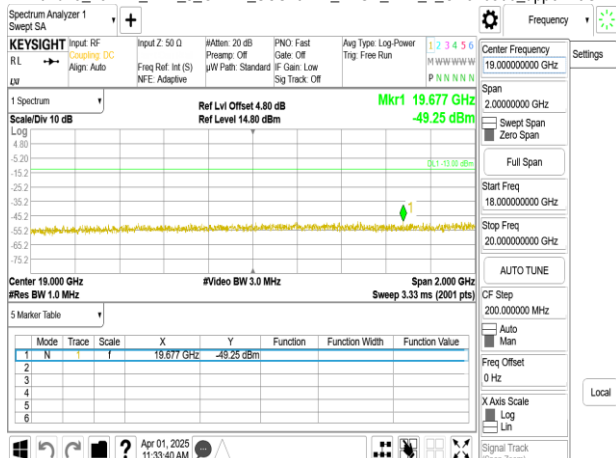 Spectrum Analyzer 1
Swept SA
Frequency
Settings
KEYSIGHT
RL
Input: RF
Coupling: DC
Align: Auto
Input Z: 50 Ω
Freq Ref: Int (S)
NFE: Adaptive
#Atten: 20 dB
Preamp: Off
µW Path: Standard
PNO: Fast
Gate: Off
IF Gain: Low
Sig Track: Off
Avg Type: Log-Power
Trig: Free Run
1 2 3 4 5 6
M W W W W W
P N N N N N
1 Spectrum
Scale/Div 10 dB
Log
Ref Lvl Offset 4.80 dB
Ref Level 14.80 dBm
Mkr1 19.677 GHz
-49.25 dBm
4.80
-5.20
-15.2
-25.2
-35.2
-45.2
-55.2
-65.2
-75.2
DL1 -13.00 dBm
1
Center 19.000 GHz
#Res BW 1.0 MHz
#Video BW 3.0 MHz
Span 2.000 GHz
Sweep 3.33 ms (2001 pts)
5 Marker Table
Mode Trace Scale X Y Function Function Width Function Value
1 N 1 f 19.677 GHz -49.25 dBm
2
3
4
5
6
Apr 01, 2025
11:33:40 AM
Center Frequency
19.000000000 GHz
Span
2.00000000 GHz
Swept Span
Zero Span
Full Span
Start Freq
18.000000000 GHz
Stop Freq
20.000000000 GHz
AUTO TUNE
CF Step
200.000000 MHz
Auto
Man
Freq Offset
0 Hz
X Axis Scale
Log
Lin
Signal Track
Local